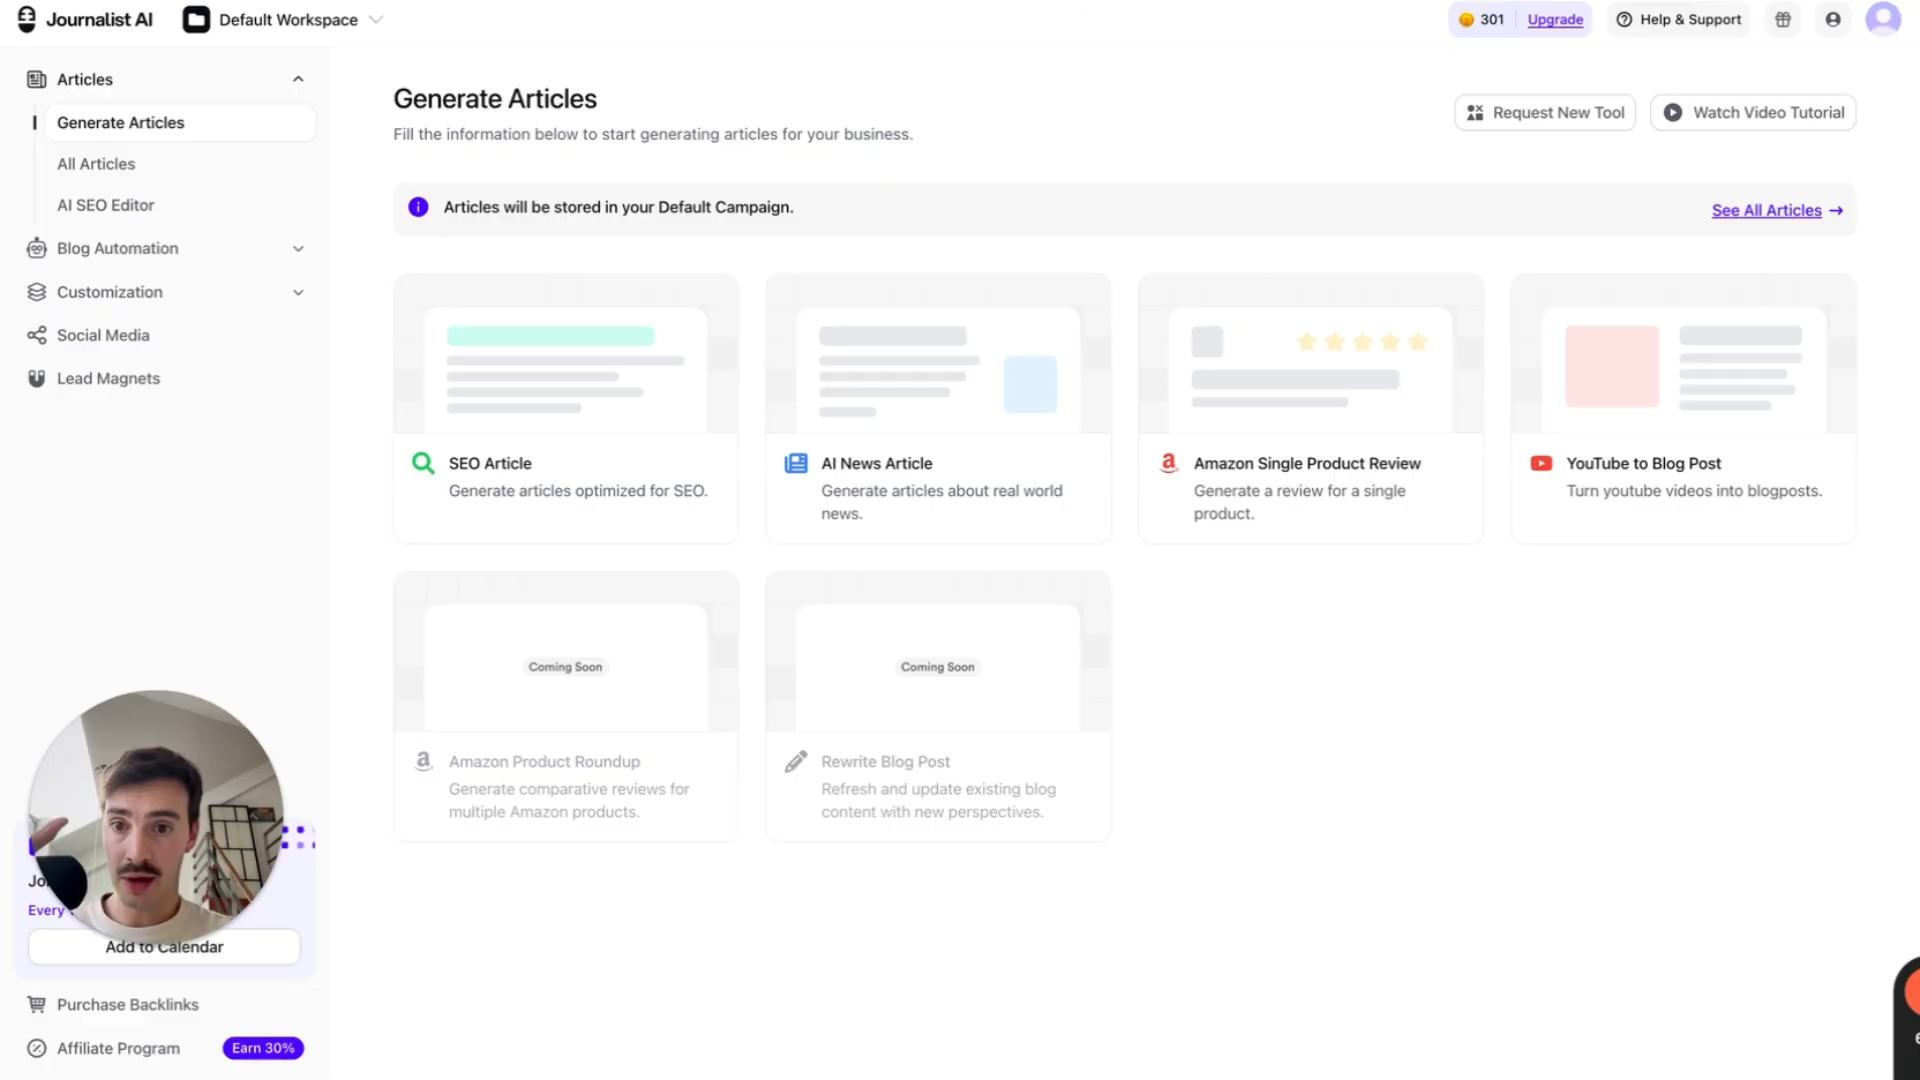 Journalist AI
Default Workspace
301
Upgrade
Help & Support
Articles
Generate Articles
All Articles
AI SEO Editor
Blog Automation
Customization
Social Media
Lead Magnets
Every
Add to Calendar
Purchase Backlinks
Affiliate Program
Earn 30%
Generate Articles
Fill the information below to start generating articles for your business.
Request New Tool
Watch Video Tutorial
Articles will be stored in your Default Campaign.
See All Articles →
SEO Article
Generate articles optimized for SEO.
AI News Article
Generate articles about real world
news.
Amazon Single Product Review
Generate a review for a single
product.
YouTube to Blog Post
Turn youtube videos into blogposts.
Coming Soon
Amazon Product Roundup
Generate comparative reviews for
multiple Amazon products.
Coming Soon
Rewrite Blog Post
Refresh and update existing blog
content with new perspectives.